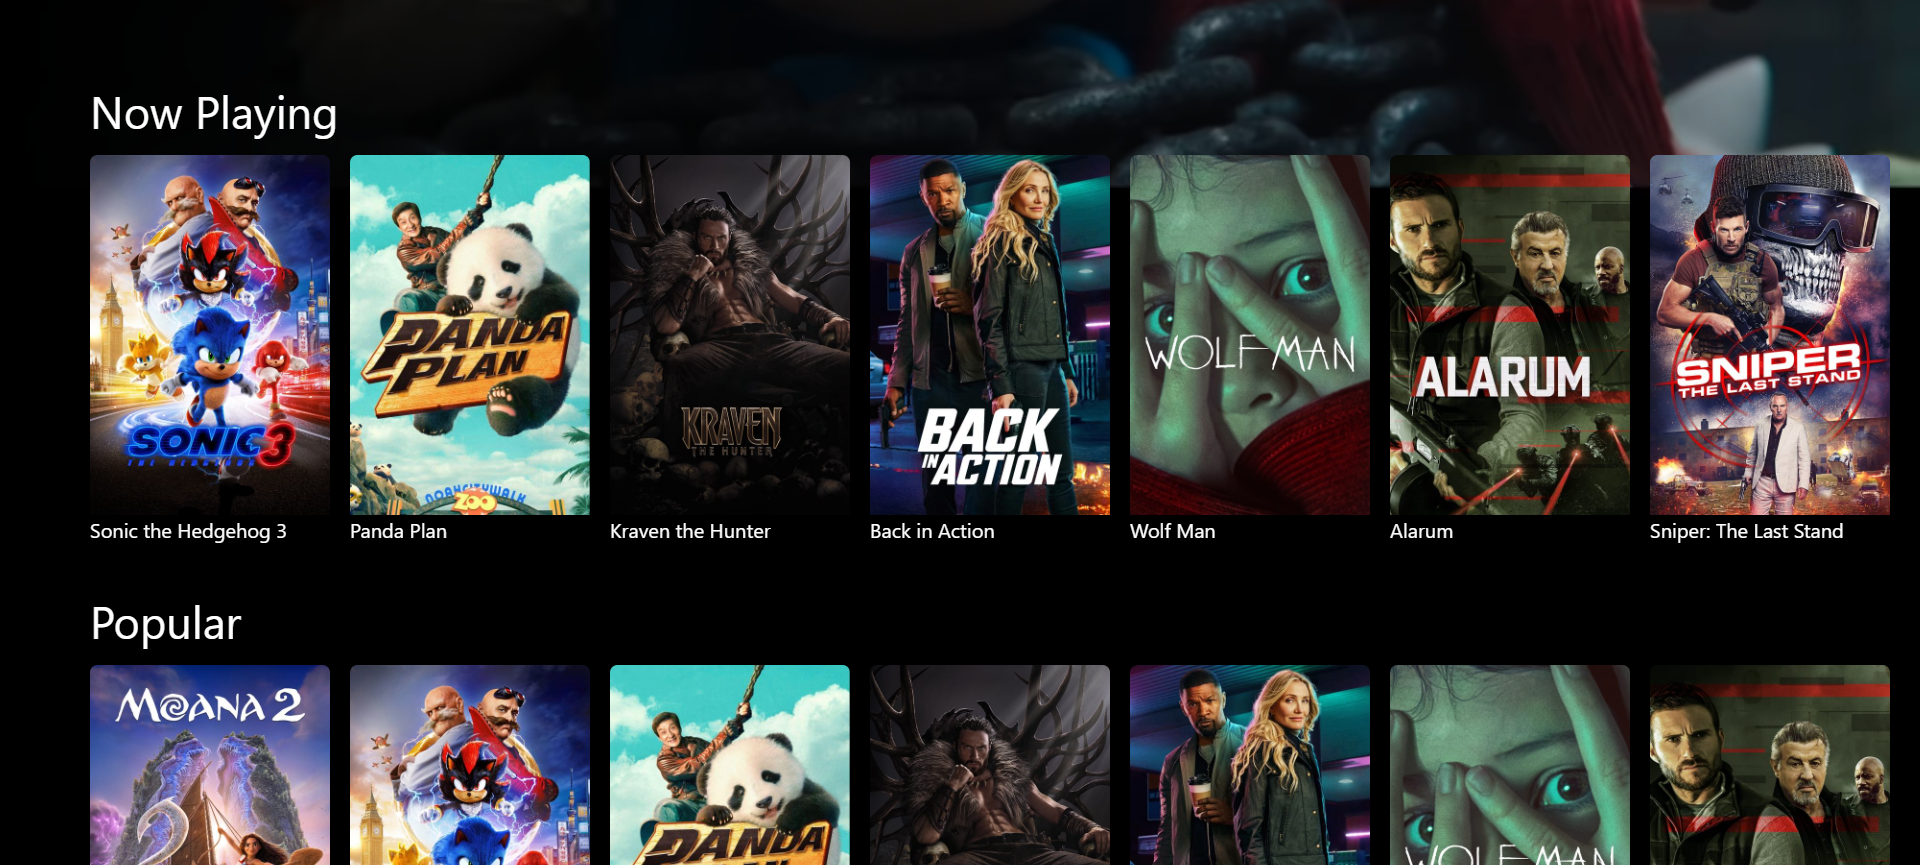 Now Playing
SONIC 3
THE HEDGEHOG
PANDA
PLAN
ZOO
KRAVEN
THE HUNTER
BACK
IN ACTION
WOLF MAN
ALARUM
SNIPER
THE LAST STAND
Sonic the Hedgehog 3
Panda Plan
Kraven the Hunter
Back in Action
Wolf Man
Alarum
Sniper: The Last Stand
Popular
MOANA 2
PANDA
WOLF MAN